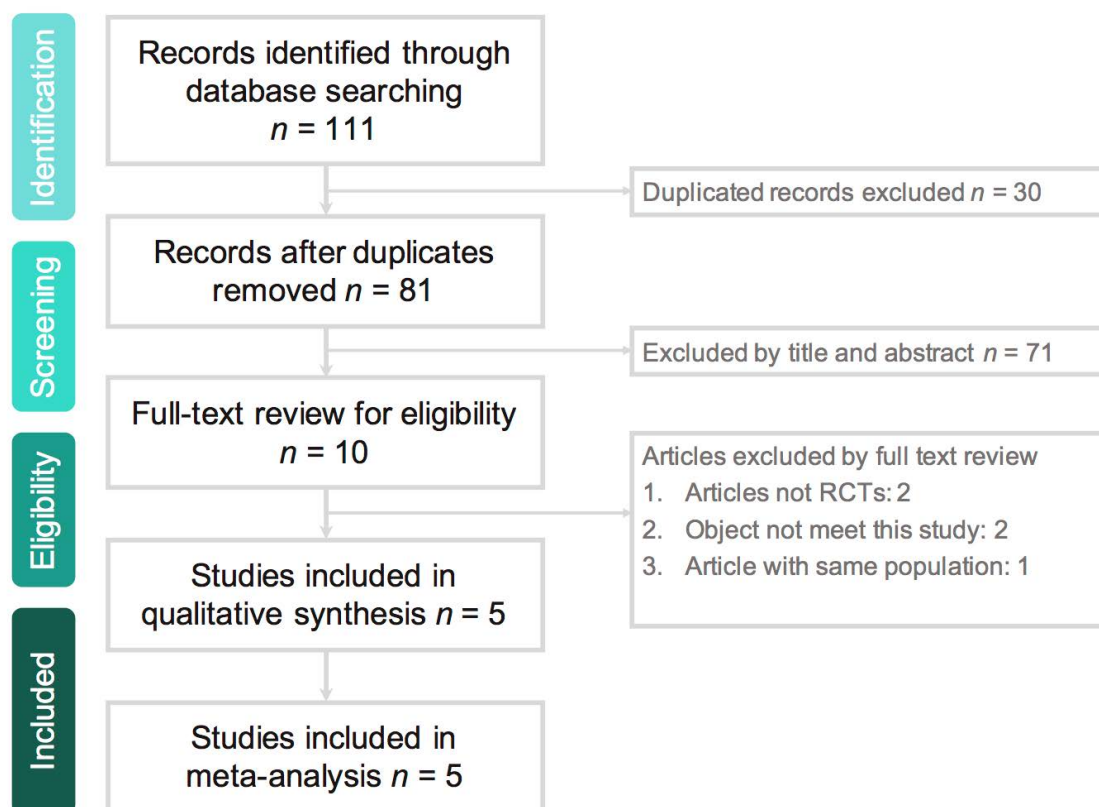 Identification
Records identified through
database searching
n = 111
Duplicated records excluded n = 30
Screening
Records after duplicates
removed n = 81
Excluded by title and abstract n = 71
Full-text review for eligibility
n = 10
Eligibility
Articles excluded by full text review
1. Articles not RCTs: 2
2. Object not meet this study: 2
3. Article with same population: 1
Studies included in
qualitative synthesis n = 5
Included
Studies included in
meta-analysis n = 5